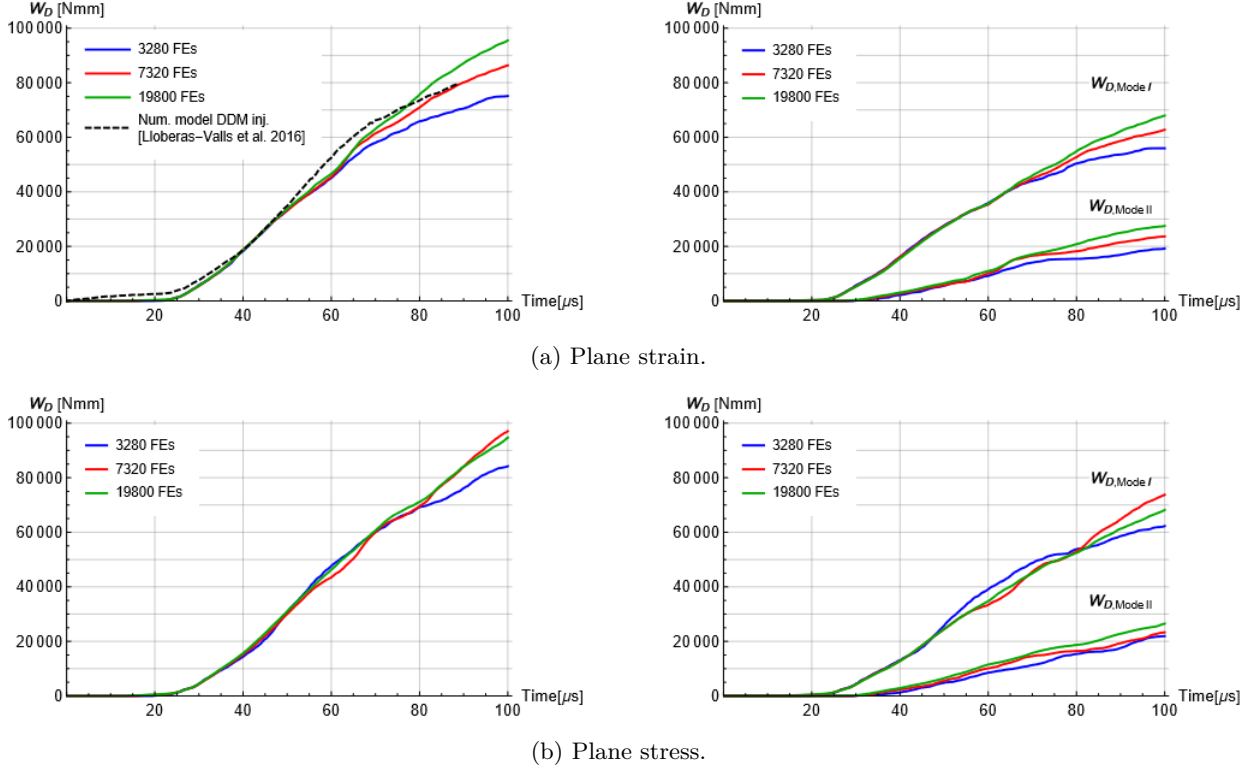 W_D [Nmm]
100 000
80 000
60 000
40 000
20 000
0
20
40
60
80
100
Time[μs]
3280 FEs
7320 FEs
19800 FEs
Num. model DDM inj.
[Lloberas-Valls et al. 2016]
W_D [Nmm]
100 000
80 000
60 000
40 000
20 000
0
20
40
60
80
100
Time[μs]
3280 FEs
7320 FEs
19800 FEs
W_D,Mode I
W_D,Mode II
(a) Plane strain.
W_D [Nmm]
100 000
80 000
60 000
40 000
20 000
0
20
40
60
80
100
Time[μs]
3280 FEs
7320 FEs
19800 FEs
W_D [Nmm]
100 000
80 000
60 000
40 000
20 000
0
20
40
60
80
100
Time[μs]
3280 FEs
7320 FEs
19800 FEs
W_D,Mode I
W_D,Mode II
(b) Plane stress.